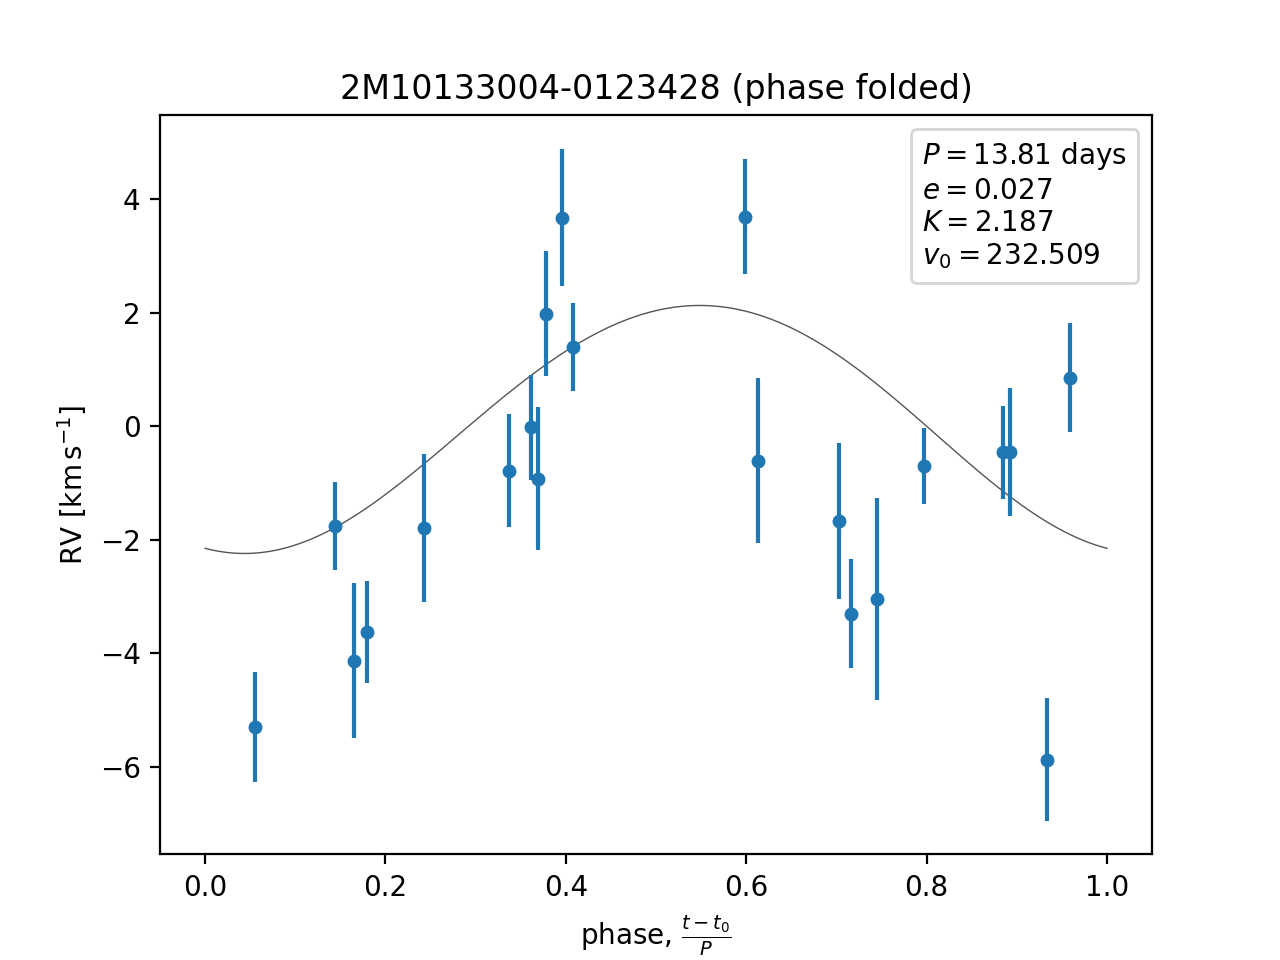 2M10133004-0123428 (phase folded)
P = 13.81 days
e = 0.027
K = 2.187
v₀ = 232.509
RV [km s⁻¹]
4
2
0
−2
−4
−6
0.0 0.2 0.4 0.6 0.8 1.0
phase, (t − t₀)/P